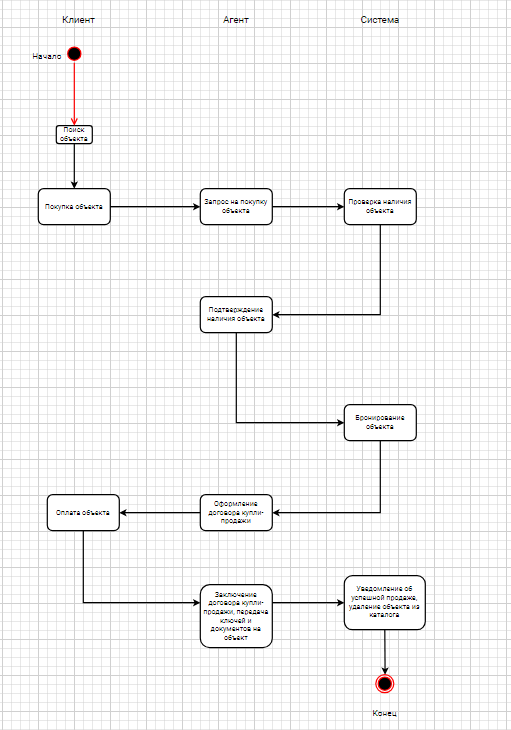 Клиент
Агент
Система
Начало
Поиск
объекта
Покупка объекта
Запрос на покупку
объекта
Проверка наличия
объекта
Подтверждение
наличия объекта
Бронирование
объекта
Оплата объекта
Оформление
договора купли-
продажи
Заключение
договора купли-
продажи, передача
ключей и
документов на
объект
Уведомление об
успешной продаже,
удаление объекта из
каталога
Конец